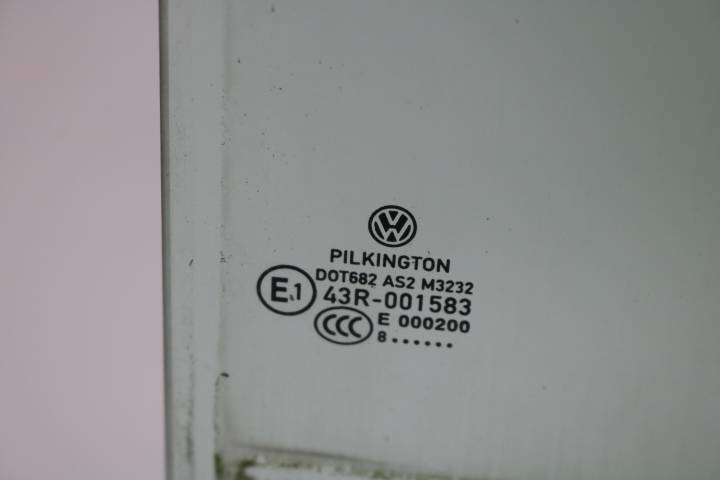 PILKINGTON
DOT682 AS2 M3232
E1 43R-001583
CCC E 000200
8......